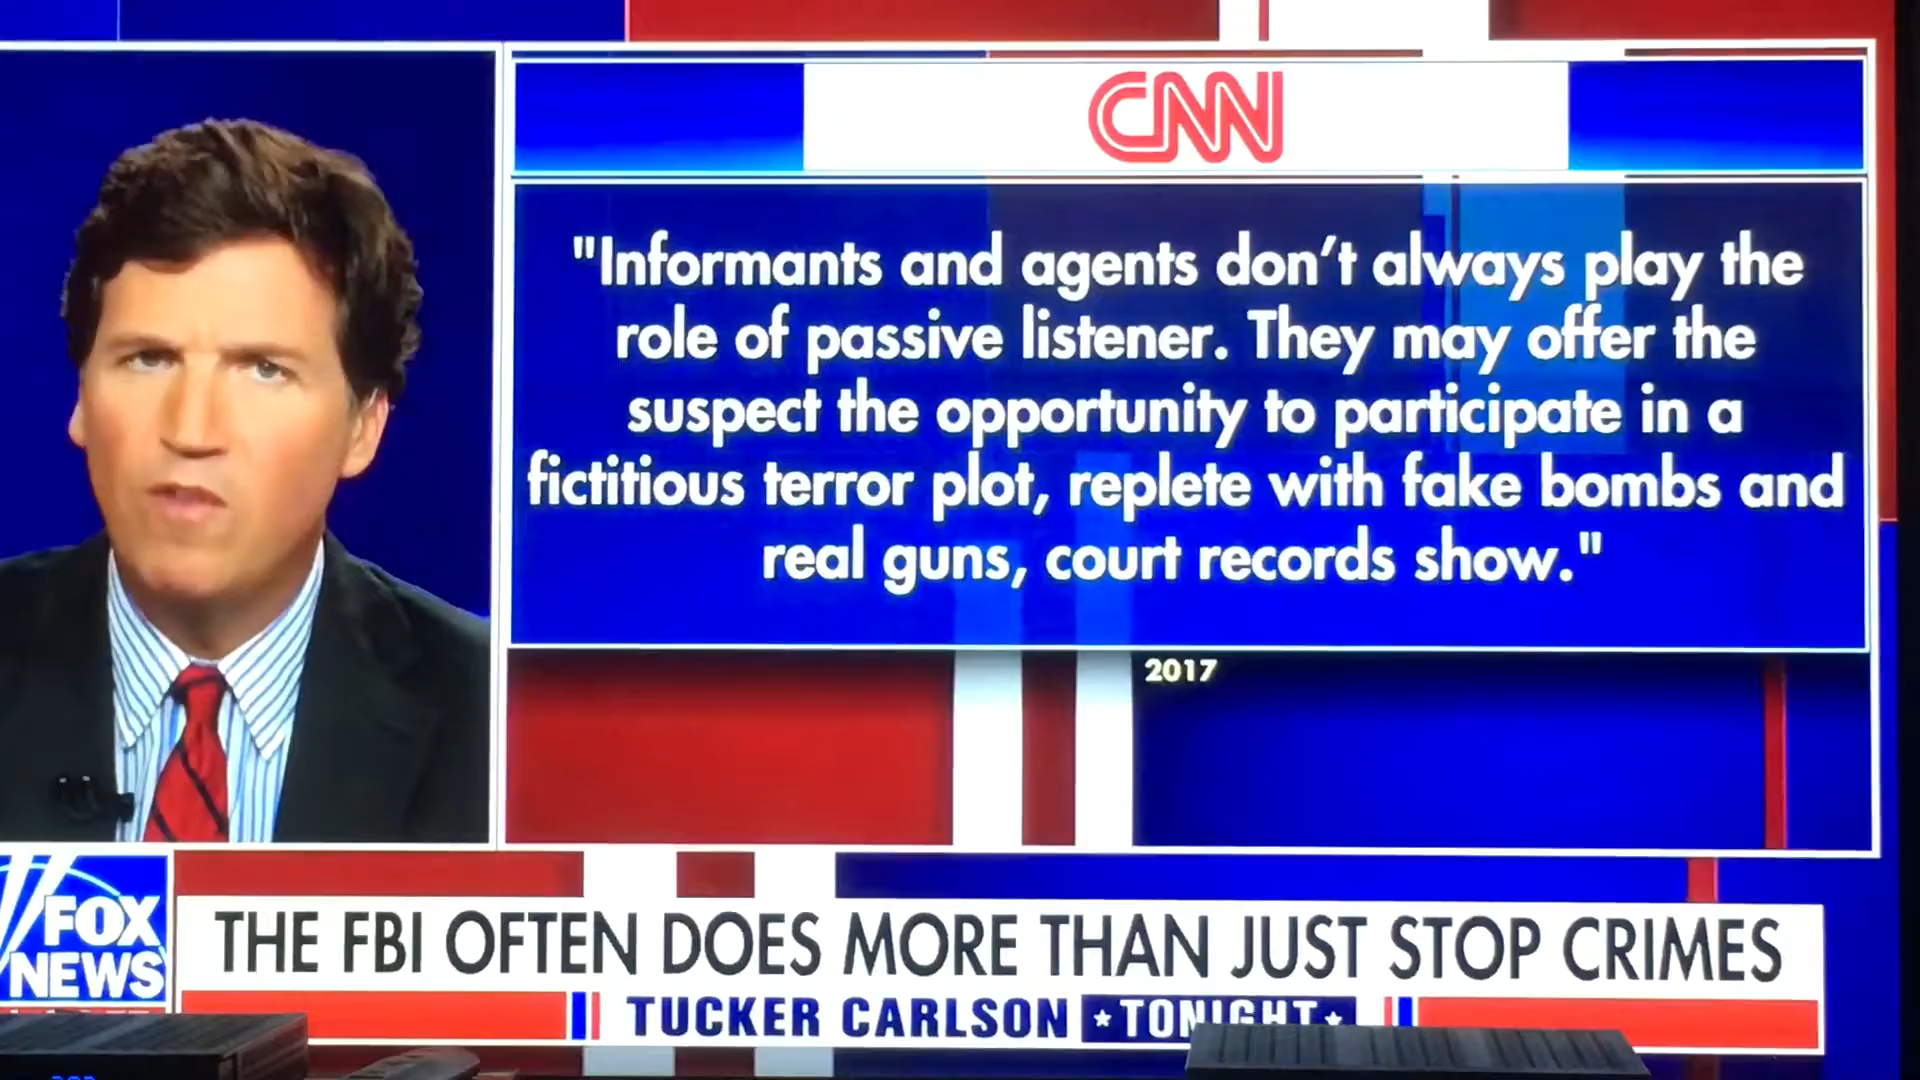 CNN
"Informants and agents don't always play the
role of passive listener. They may offer the
suspect the opportunity to participate in a
fictitious terror plot, replete with fake bombs and
real guns, court records show."
2017
FOX
NEWS
THE FBI OFTEN DOES MORE THAN JUST STOP CRIMES
TUCKER CARLSON TONIGHT